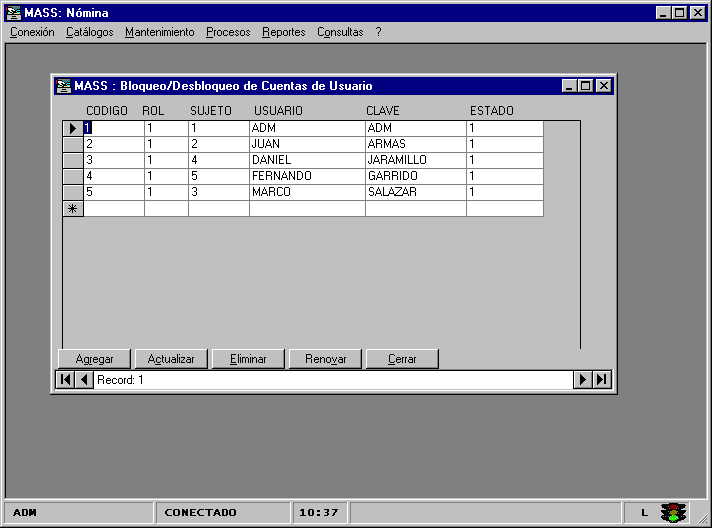 MASS: Nómina
Conexión Catálogos Mantenimiento Procesos Reportes Consultas ?
MASS : Bloqueo/Desbloqueo de Cuentas de Usuario
CODIGO ROL SUJETO USUARIO CLAVE ESTADO
1 1 1 ADM ADM 1
2 1 2 JUAN ARMAS 1
3 1 4 DANIEL JARAMILLO 1
4 1 5 FERNANDO GARRIDO 1
5 1 3 MARCO SALAZAR 1
Agregar Actualizar Eliminar Renovar Cerrar
Record: 1
ADM CONECTADO 10:37 L